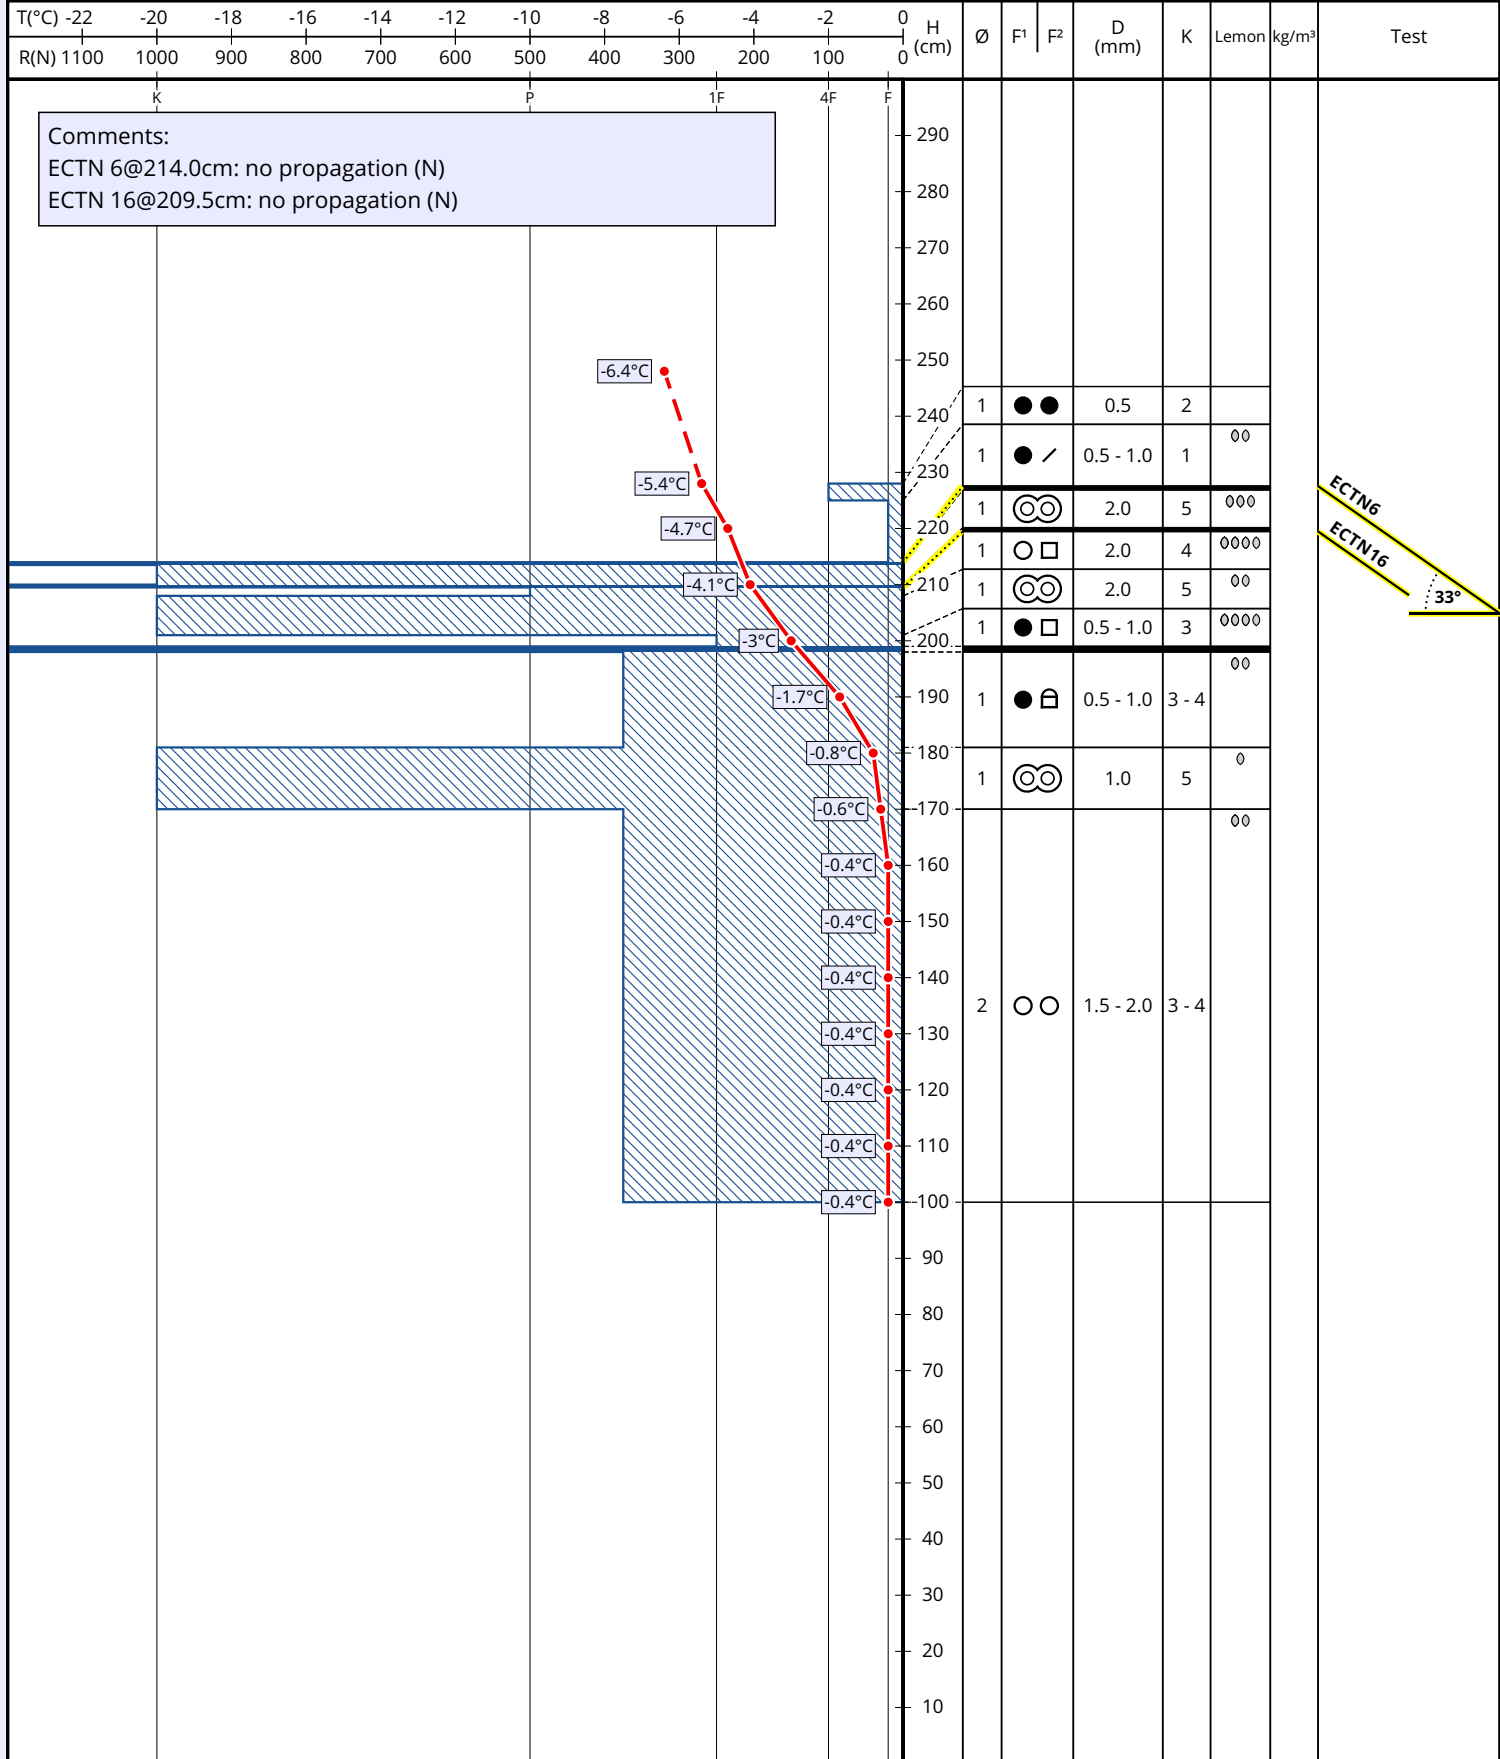 T(°C) -22 -20 -18 -16 -14 -12 -10 -8 -6 -4 -2 0
R(N) 1100 1000 900 800 700 600 500 400 300 200 100 0
H (cm)
Ø F¹ F² D (mm) K Lemon kg/m³ Test
K P 1F 4F F
Comments:
ECTN 6@214.0cm: no propagation (N)
ECTN 16@209.5cm: no propagation (N)
290
280
270
260
250
-6.4°C
240
1 0.5 2
1 0.5 - 1.0 1
230
-5.4°C
ECTN6
1 2.0 5
220
-4.7°C
ECTN16
1 2.0 4
210
-4.1°C
1 2.0 5
33°
1 0.5 - 1.0 3
200
-3°C
190
-1.7°C
1 0.5 - 1.0 3 - 4
180
-0.8°C
1 1.0 5
170
-0.6°C
160
-0.4°C
150
-0.4°C
140
-0.4°C
2 1.5 - 2.0 3 - 4
130
-0.4°C
120
-0.4°C
110
-0.4°C
100
-0.4°C
90
80
70
60
50
40
30
20
10